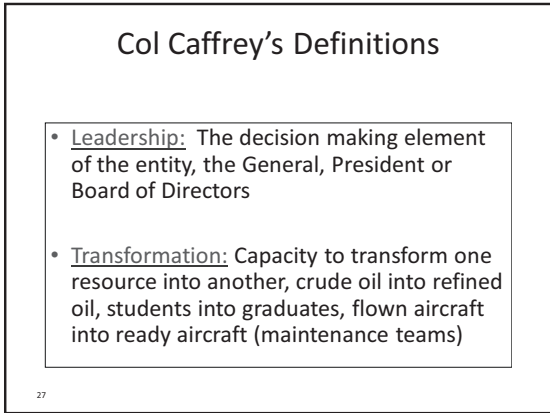 Col Caffrey’s Definitions
• Leadership: The decision making element
of the entity, the General, President or
Board of Directors
• Transformation: Capacity to transform one
resource into another, crude oil into refined
oil, students into graduates, flown aircraft
into ready aircraft (maintenance teams)
27